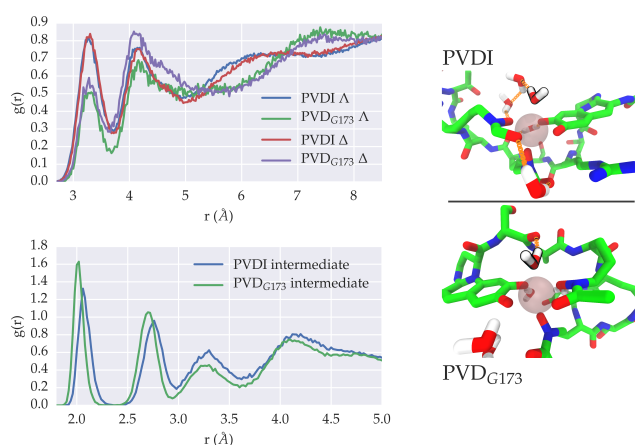 0.9
0.8
0.7
0.6
0.5
0.4
0.3
0.2
0.1
0.0
g(r)
PVDI Λ
PVD_G173 Λ
PVDI Δ
PVD_G173 Δ
3 4 5 6 7 8
r (Å)
1.8
1.6
1.4
1.2
1.0
0.8
0.6
0.4
0.2
0.0
g(r)
PVDI intermediate
PVD_G173 intermediate
2.0 2.5 3.0 3.5 4.0 4.5 5.0
r (Å)
PVDI
PVD_G173